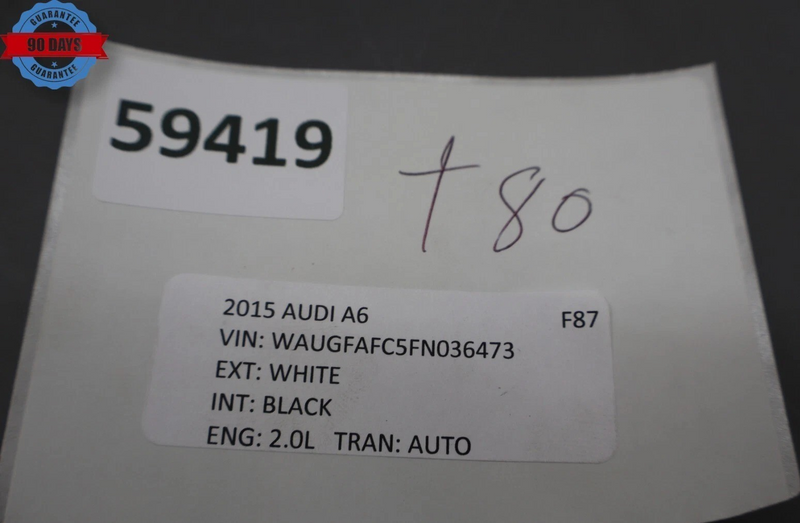 GUARANTEE
90 DAYS
GUARANTEE
59419
t 80
2015 AUDI A6 F87
VIN: WAUGFAFC5FN036473
EXT: WHITE
INT: BLACK
ENG: 2.0L TRAN: AUTO